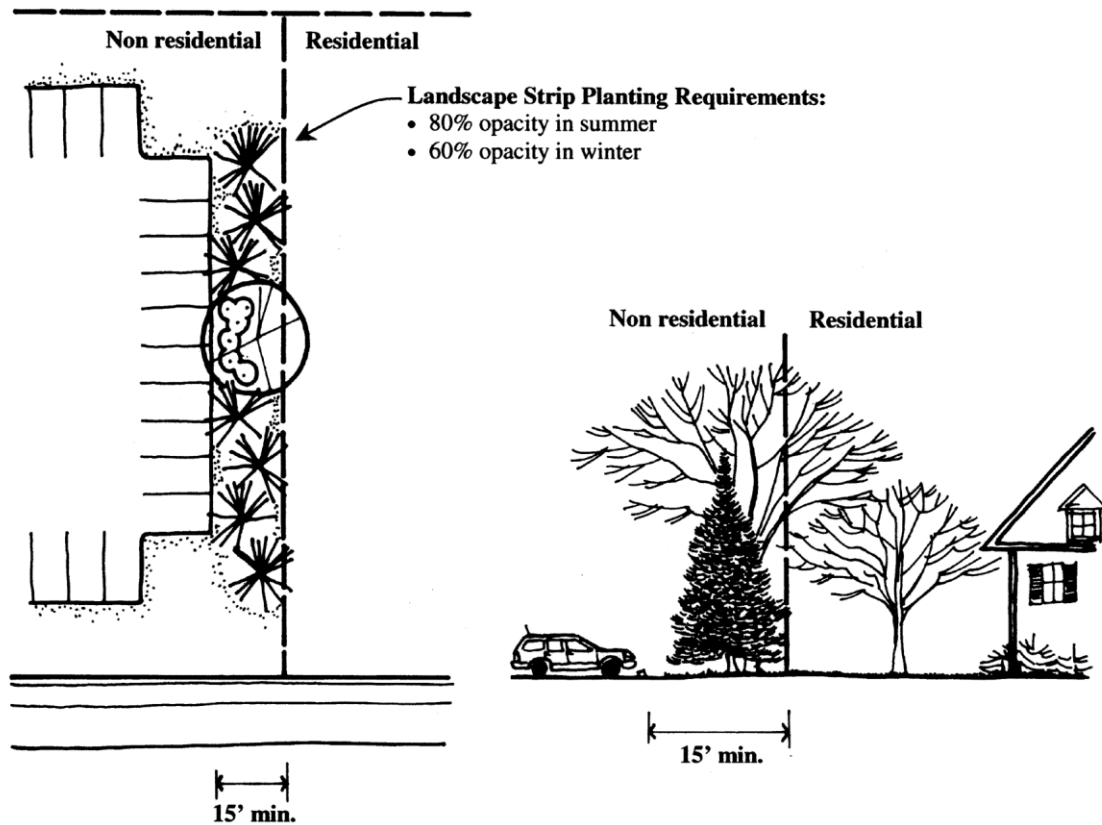 Non residential
Residential
Landscape Strip Planting Requirements:
• 80% opacity in summer
• 60% opacity in winter
Non residential
Residential
15’ min.
15’ min.